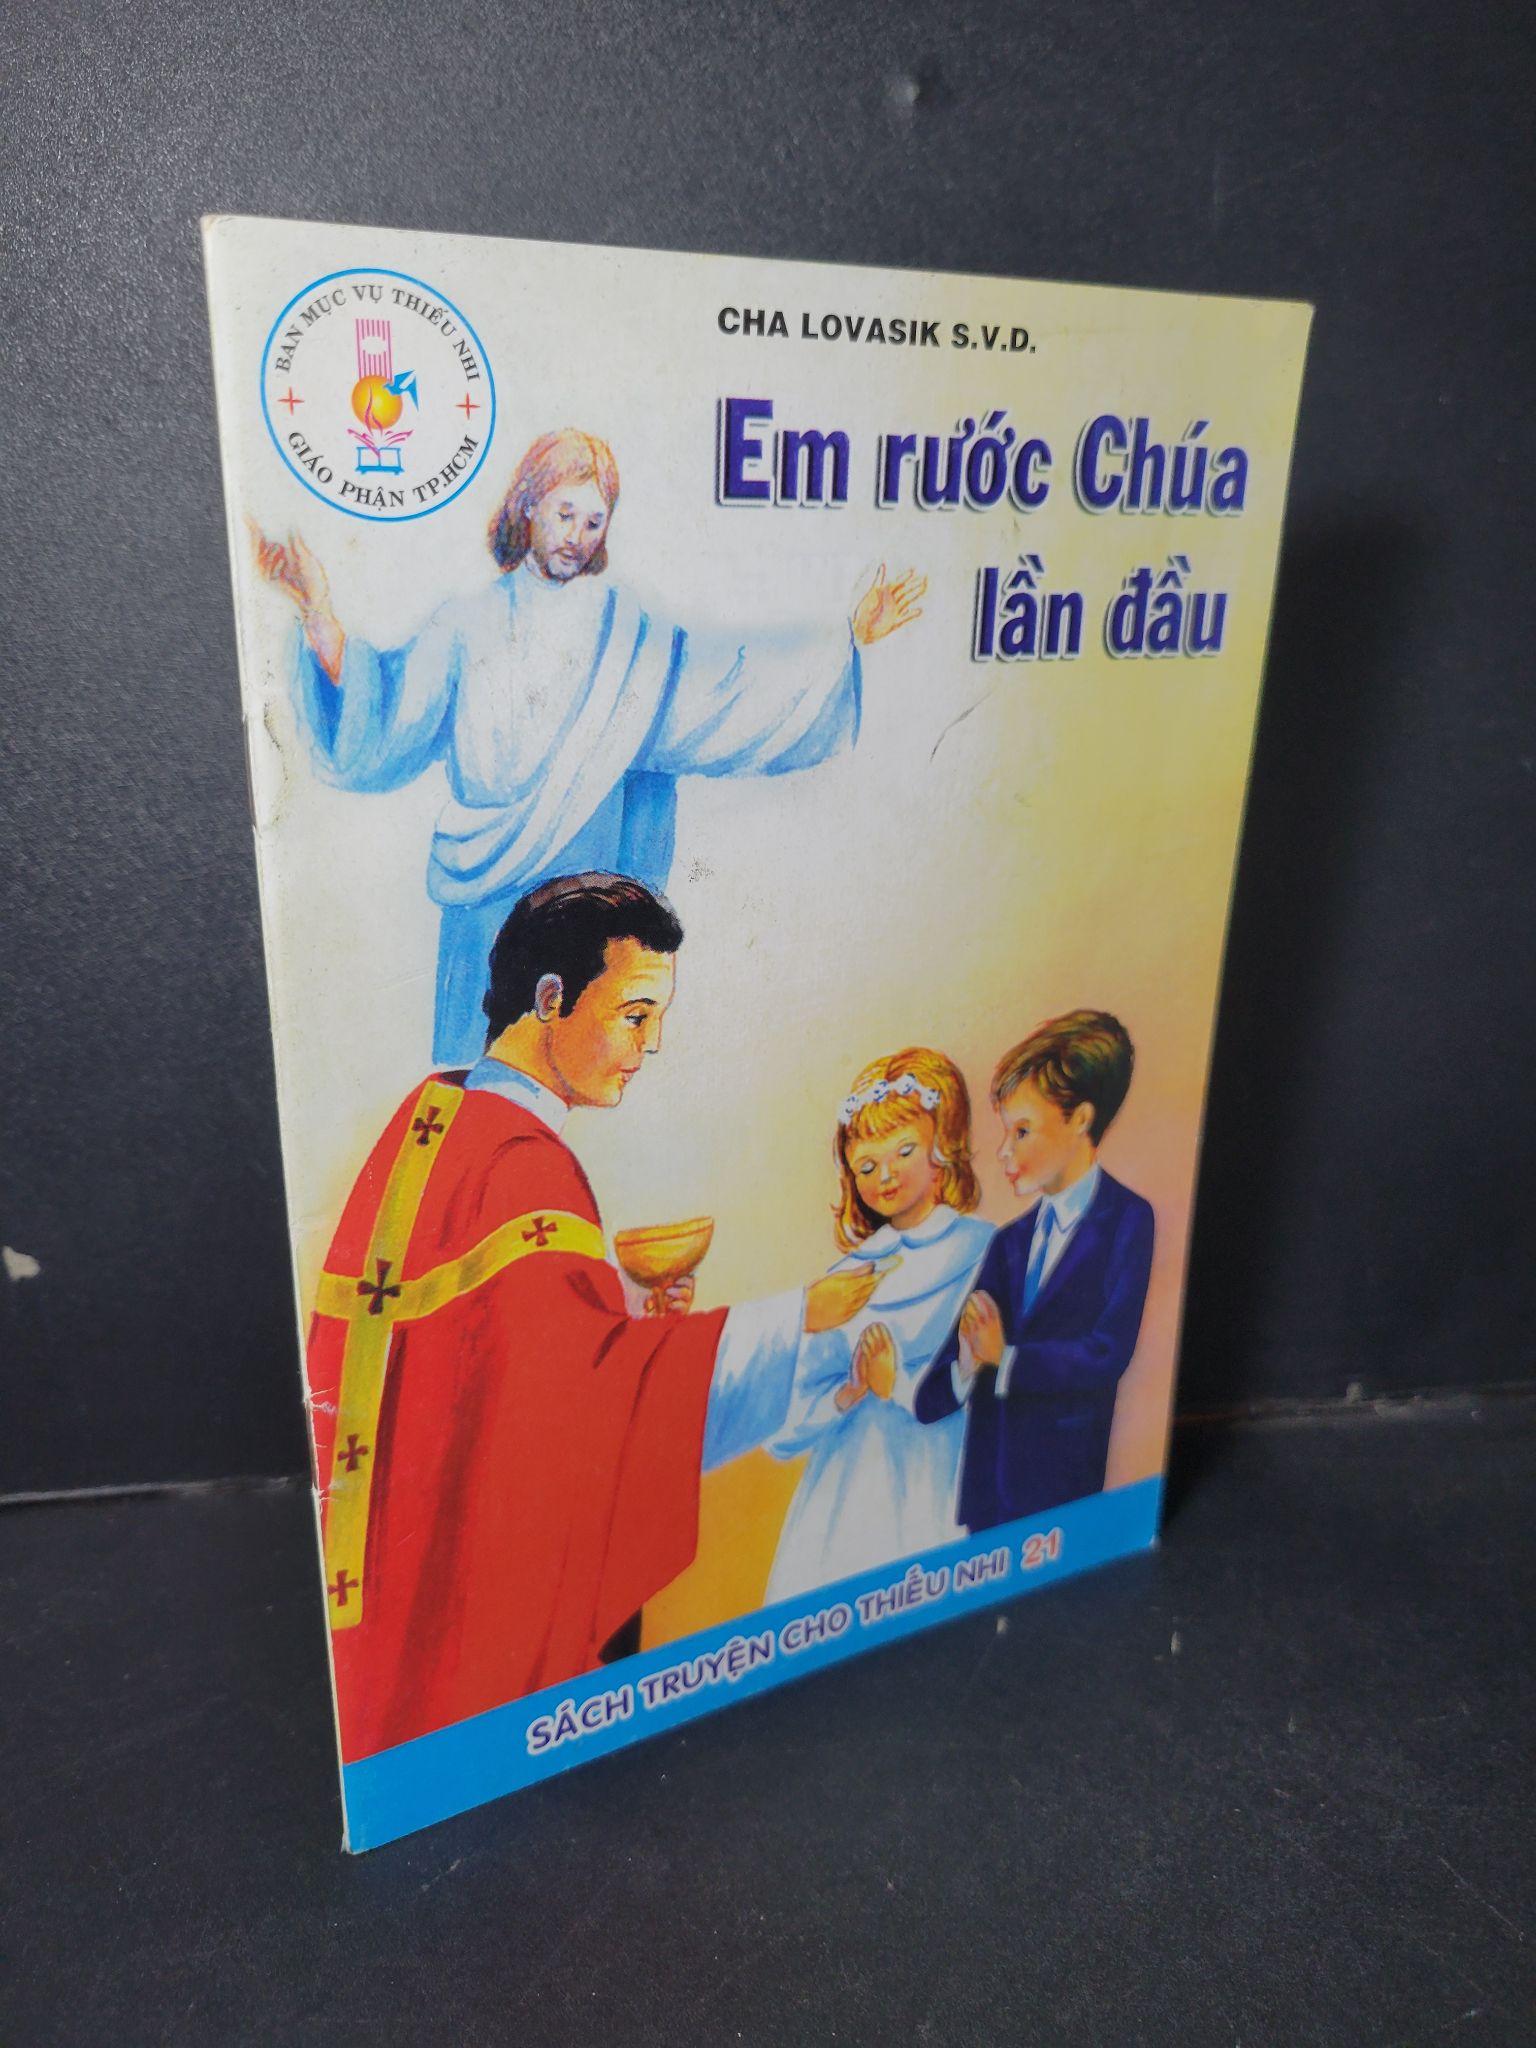 BAN MỤC VỤ THIẾU NHI
GIÁO PHẬN TP.HCM
CHA LOVASIK S.V.D.
Em rước Chúa
lần đầu
SÁCH TRUYỆN CHO THIẾU NHI 21